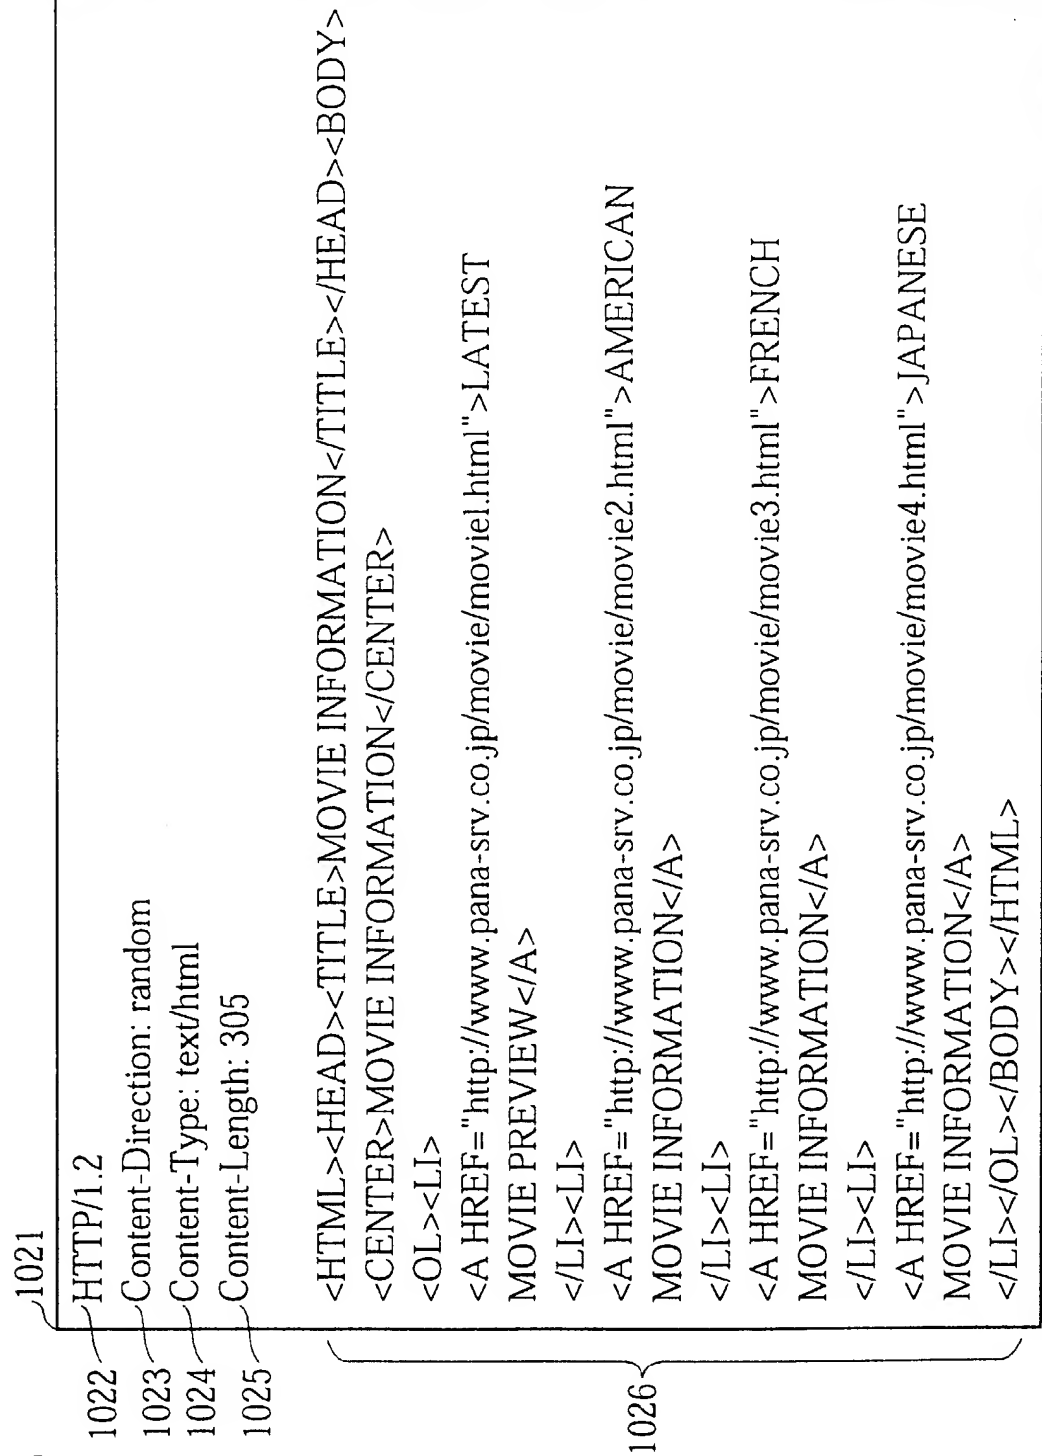 1021
1022 HTTP/1.2
1023 Content-Direction: random
1024 Content-Type: text/html
1025 Content-Length: 305
<HTML><HEAD><TITLE>MOVIE INFORMATION</TITLE></HEAD><BODY>
<CENTER>MOVIE INFORMATION</CENTER>
<OL><LI>
<A HREF="http://www.pana-srv.co.jp/movie/movie1.html">LATEST
MOVIE PREVIEW</A>
</LI><LI>
<A HREF="http://www.pana-srv.co.jp/movie/movie2.html">AMERICAN
MOVIE INFORMATION</A>
</LI><LI>
1026
<A HREF="http://www.pana-srv.co.jp/movie/movie3.html">FRENCH
MOVIE INFORMATION</A>
</LI><LI>
<A HREF="http://www.pana-srv.co.jp/movie/movie4.html">JAPANESE
MOVIE INFORMATION</A>
</LI></OL></BODY></HTML>